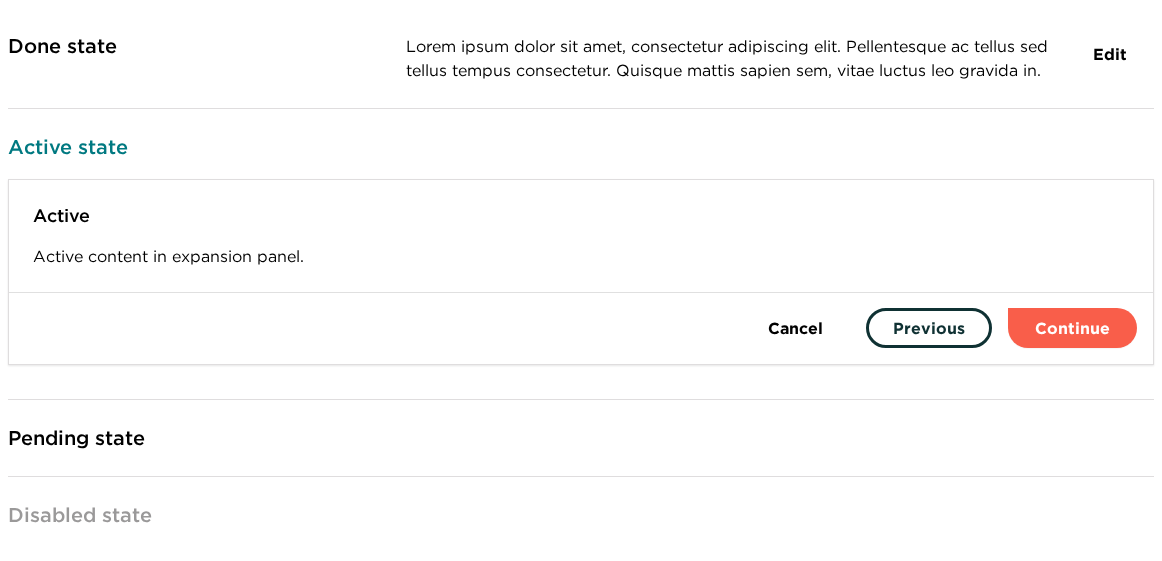 Done state
Lorem ipsum dolor sit amet, consectetur adipiscing elit. Pellentesque ac tellus sed
tellus tempus consectetur. Quisque mattis sapien sem, vitae luctus leo gravida in.
Edit
Active state
Active
Active content in expansion panel.
Cancel
Previous
Continue
Pending state
Disabled state